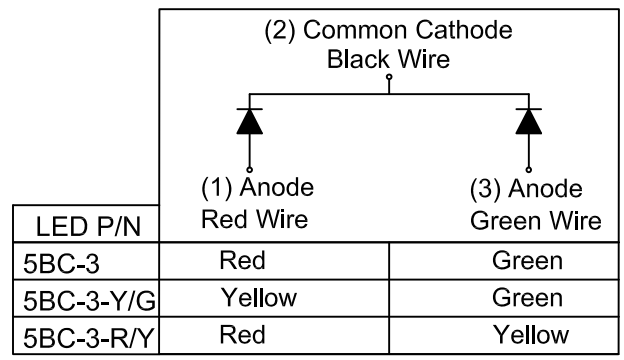 (2) Common Cathode
Black Wire
(1) Anode
Red Wire
(3) Anode
Green Wire
LED P/N
5BC-3 Red Green
5BC-3-Y/G Yellow Green
5BC-3-R/Y Red Yellow